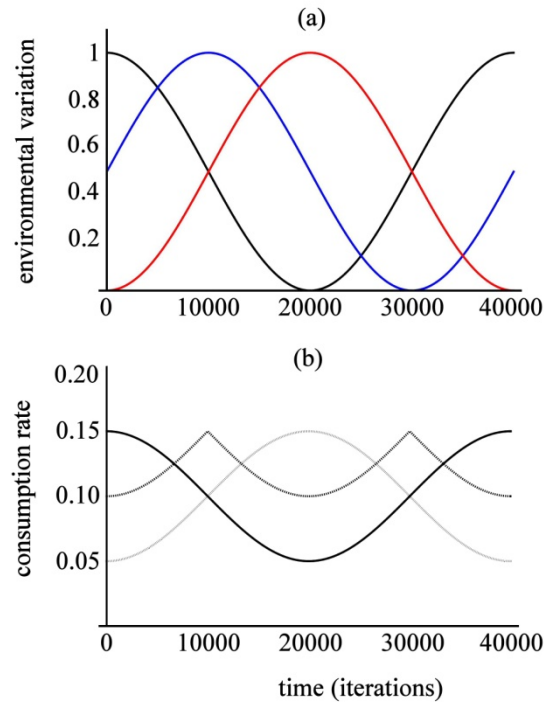 (a)
environmental variation
1
0.8
0.6
0.4
0.2
0 10000 20000 30000 40000
(b)
consumption rate
0.20
0.15
0.10
0.05
0 10000 20000 30000 40000
time (iterations)